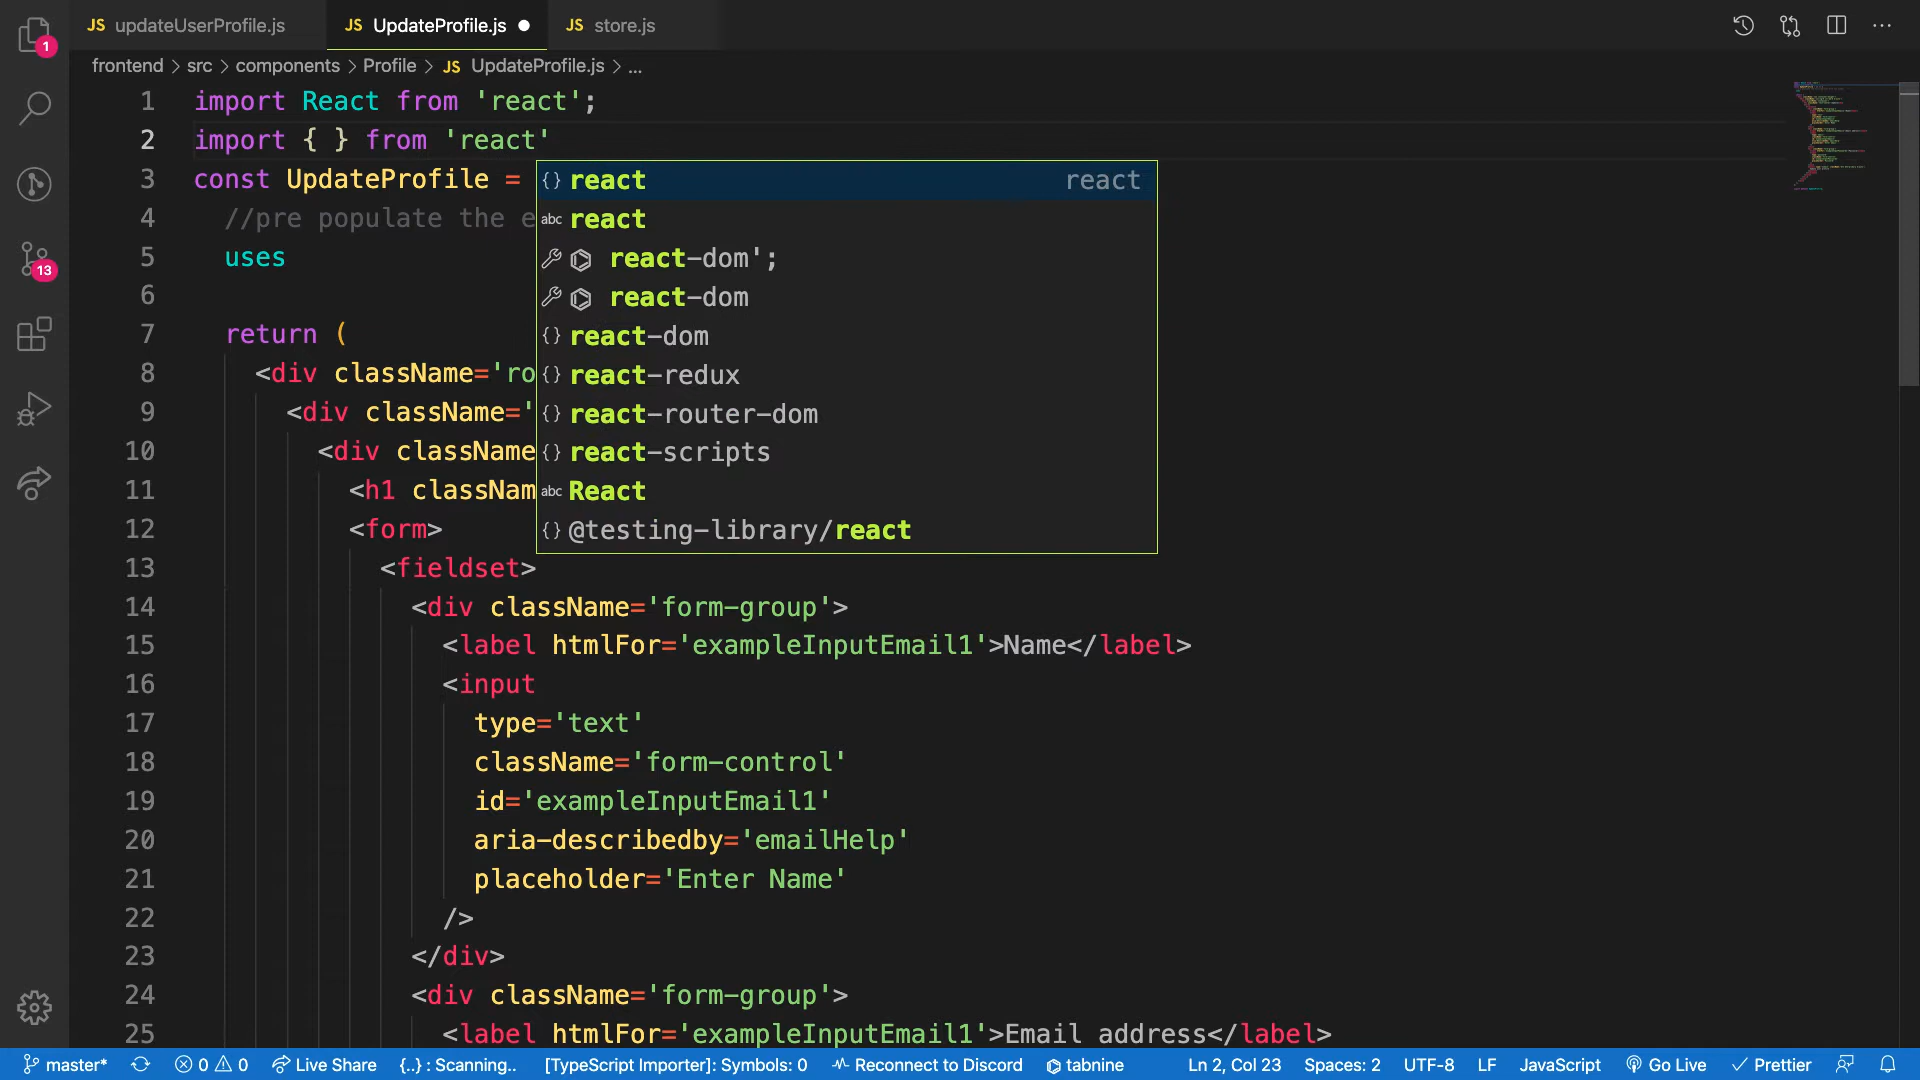 JS updateUserProfile.js
JS UpdateProfile.js
JS store.js
1
frontend > src > components > Profile > JS UpdateProfile.js > ...
1 import React from 'react';
2 import { } from 'react'
3 const UpdateProfile =
4 //pre populate the e
5 uses
6
7 return (
8 <div className='ro
9 <div className='
10 <div className
11 <h1 classNam
12 <form>
13 <fieldset>
14 <div className='form-group'>
15 <label htmlFor='exampleInputEmail1'>Name</label>
16 <input
17 type='text'
18 className='form-control'
19 id='exampleInputEmail1'
20 aria-describedby='emailHelp'
21 placeholder='Enter Name'
22 />
23 </div>
24 <div className='form-group'>
25 <label htmlFor='exampleInputEmail1'>Email address</label>
{} react react
abc react
react-dom';
react-dom
{} react-dom
{} react-redux
{} react-router-dom
{} react-scripts
abc React
{} @testing-library/react
13
master* 0 0 Live Share {..} : Scanning.. [TypeScript Importer]: Symbols: 0 Reconnect to Discord tabnine Ln 2, Col 23 Spaces: 2 UTF-8 LF JavaScript Go Live Prettier